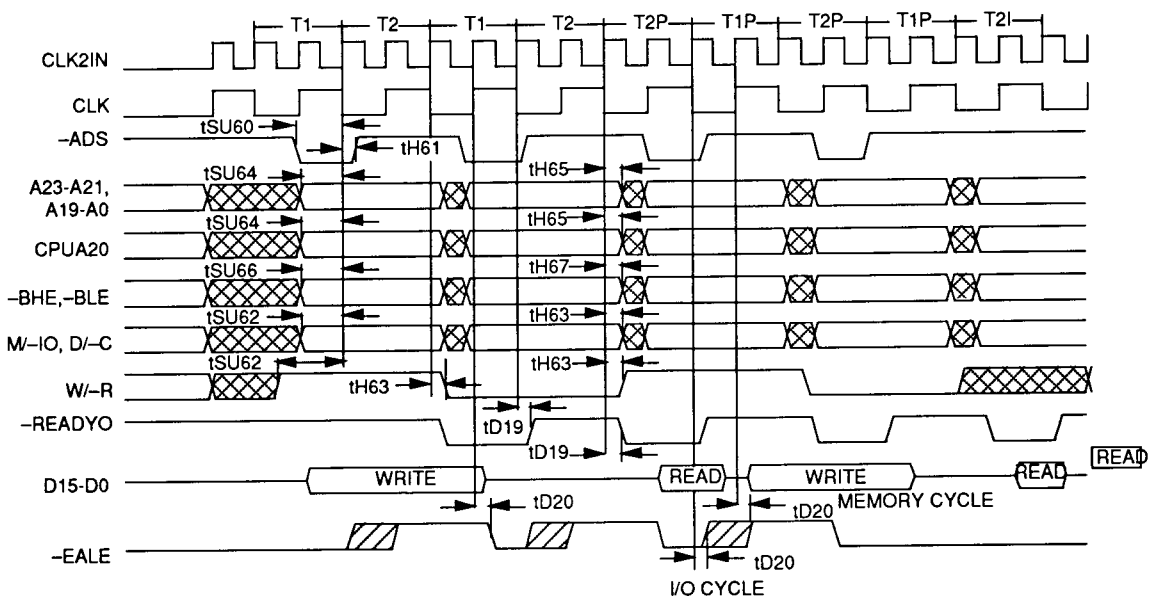 T1 T2 T1 T2 T2P T1P T2P T1P T2I
CLK2IN
CLK
tSU60
–ADS
tH61
tSU64
tH65
A23-A21,
A19-A0
tSU64
tH65
CPUA20
tSU66
tH67
–BHE,–BLE
tSU62
tH63
M/–IO, D/–C
tSU62
tH63
tH63
W/–R
–READYO
tD19
tD19
READ
D15-D0
WRITE
READ
WRITE
READ
MEMORY CYCLE
tD20
tD20
–EALE
tD20
I/O CYCLE